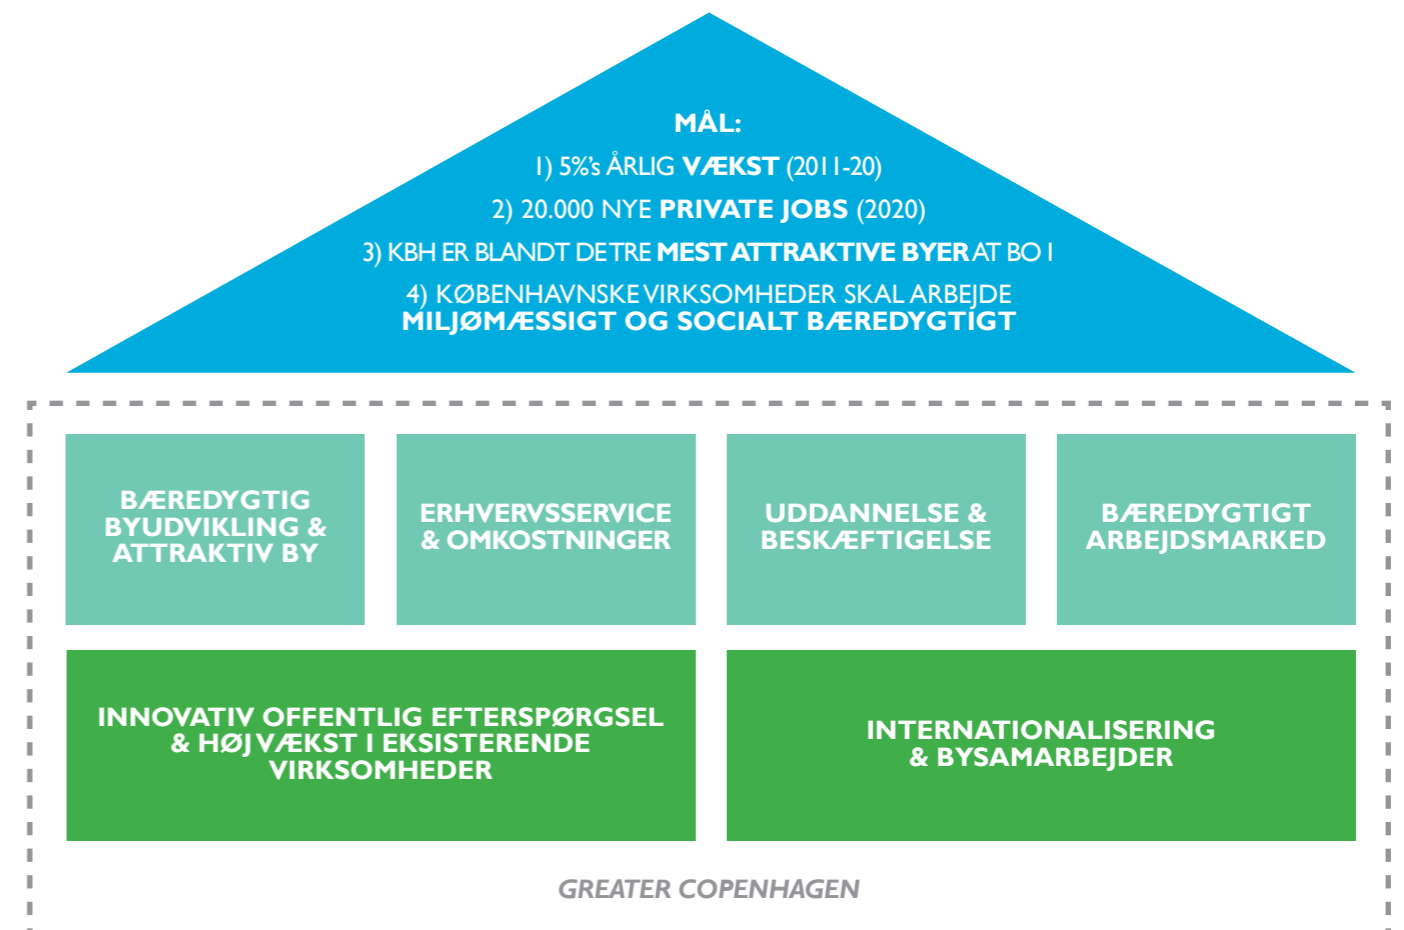 MÅL:
1) 5%'s ÅRLIG VÆKST (2011-20)
2) 20.000 NYE PRIVATE JOBS (2020)
3) KBH ER BLANDT DE TRE MEST ATTRAKTIVE BYER AT BO I
4) KØBENHAVNSKE VIRKSOMHEDER SKAL ARBEJDE
MILJØMÆSSIGT OG SOCIALT BÆREDYGTIGT
BÆREDYGTIG
BYUDVIKLING &
ATTRAKTIV BY
ERHVERVSSERVICE
& OMKOSTNINGER
UDDANNELSE &
BESKÆFTIGELSE
BÆREDYGTIGT
ARBEJDSMARKED
INNOVATIV OFFENTLIG EFTERSPØRGSEL
& HØJ VÆKST I EKSISTERENDE
VIRKSOMHEDER
INTERNATIONALISERING
& BYSAMARBEJDER
GREATER COPENHAGEN